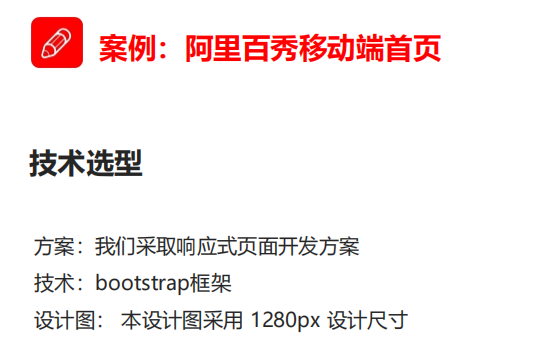 案例：阿里百秀移动端首页
技术选型
方案：我们采取响应式页面开发方案
技术：bootstrap框架
设计图： 本设计图采用 1280px 设计尺寸